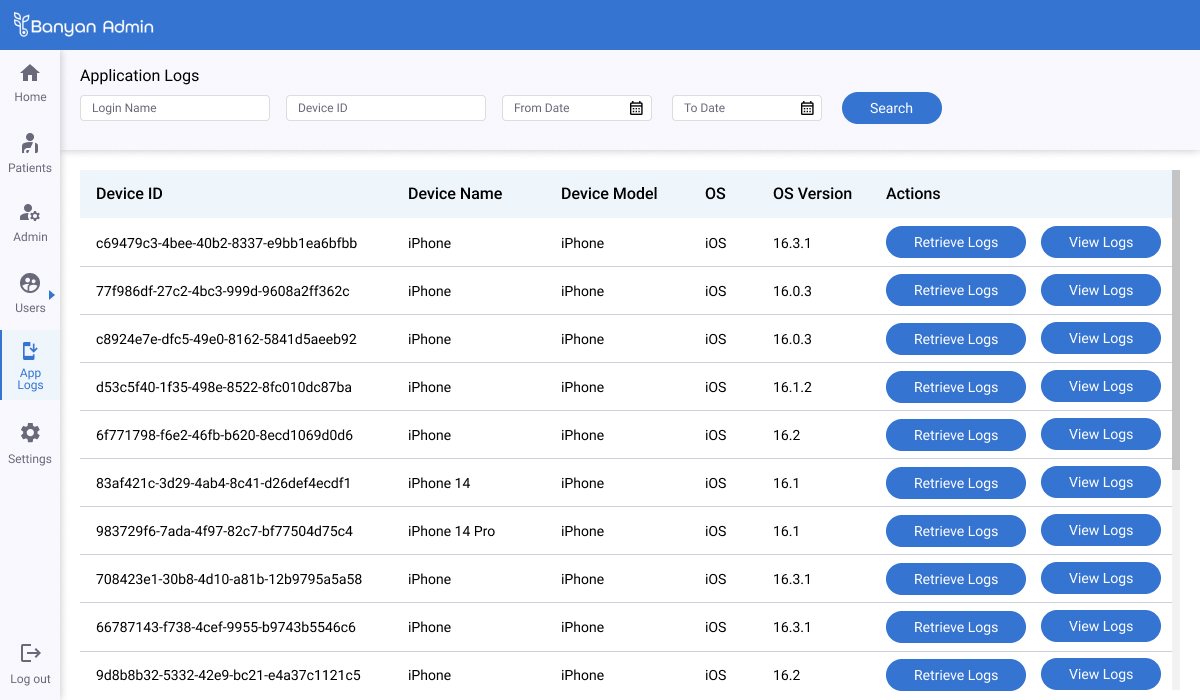 Banyan Admin
Home
Patients
Admin
Users
App
Logs
Settings
Log out
Application Logs
Login Name Device ID From Date To Date Search
Device ID Device Name Device Model OS OS Version Actions
c69479c3-4bee-40b2-8337-e9bb1ea6bfbb iPhone iPhone iOS 16.3.1 Retrieve Logs View Logs
77f986df-27c2-4bc3-999d-9608a2ff362c iPhone iPhone iOS 16.0.3 Retrieve Logs View Logs
c8924e7e-dfc5-49e0-8162-5841d5aeeb92 iPhone iPhone iOS 16.0.3 Retrieve Logs View Logs
d53c5f40-1f35-498e-8522-8fc010dc87ba iPhone iPhone iOS 16.1.2 Retrieve Logs View Logs
6f771798-f6e2-46fb-b620-8ecd1069d0d6 iPhone iPhone iOS 16.2 Retrieve Logs View Logs
83af421c-3d29-4ab4-8c41-d26def4ecdf1 iPhone 14 iPhone iOS 16.1 Retrieve Logs View Logs
983729f6-7ada-4f97-82c7-bf77504d75c4 iPhone 14 Pro iPhone iOS 16.1 Retrieve Logs View Logs
708423e1-30b8-4d10-a81b-12b9795a5a58 iPhone iPhone iOS 16.3.1 Retrieve Logs View Logs
66787143-f738-4cef-9955-b9743b5546c6 iPhone iPhone iOS 16.3.1 Retrieve Logs View Logs
9d8b8b32-5332-42e9-bc21-e4a37c1121c5 iPhone iPhone iOS 16.2 Retrieve Logs View Logs